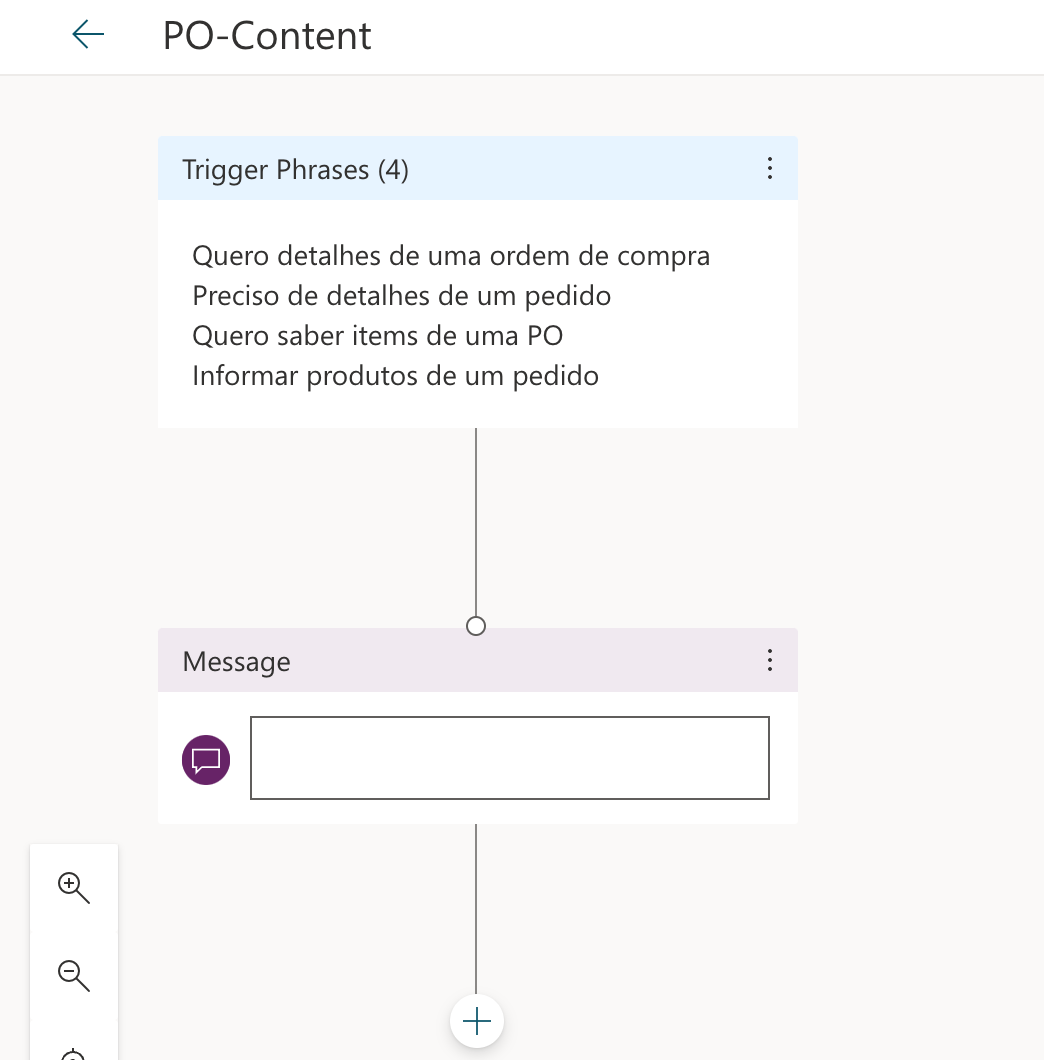 PO-Content
Trigger Phrases (4)
Quero detalhes de uma ordem de compra
Preciso de detalhes de um pedido
Quero saber items de uma PO
Informar produtos de um pedido
Message